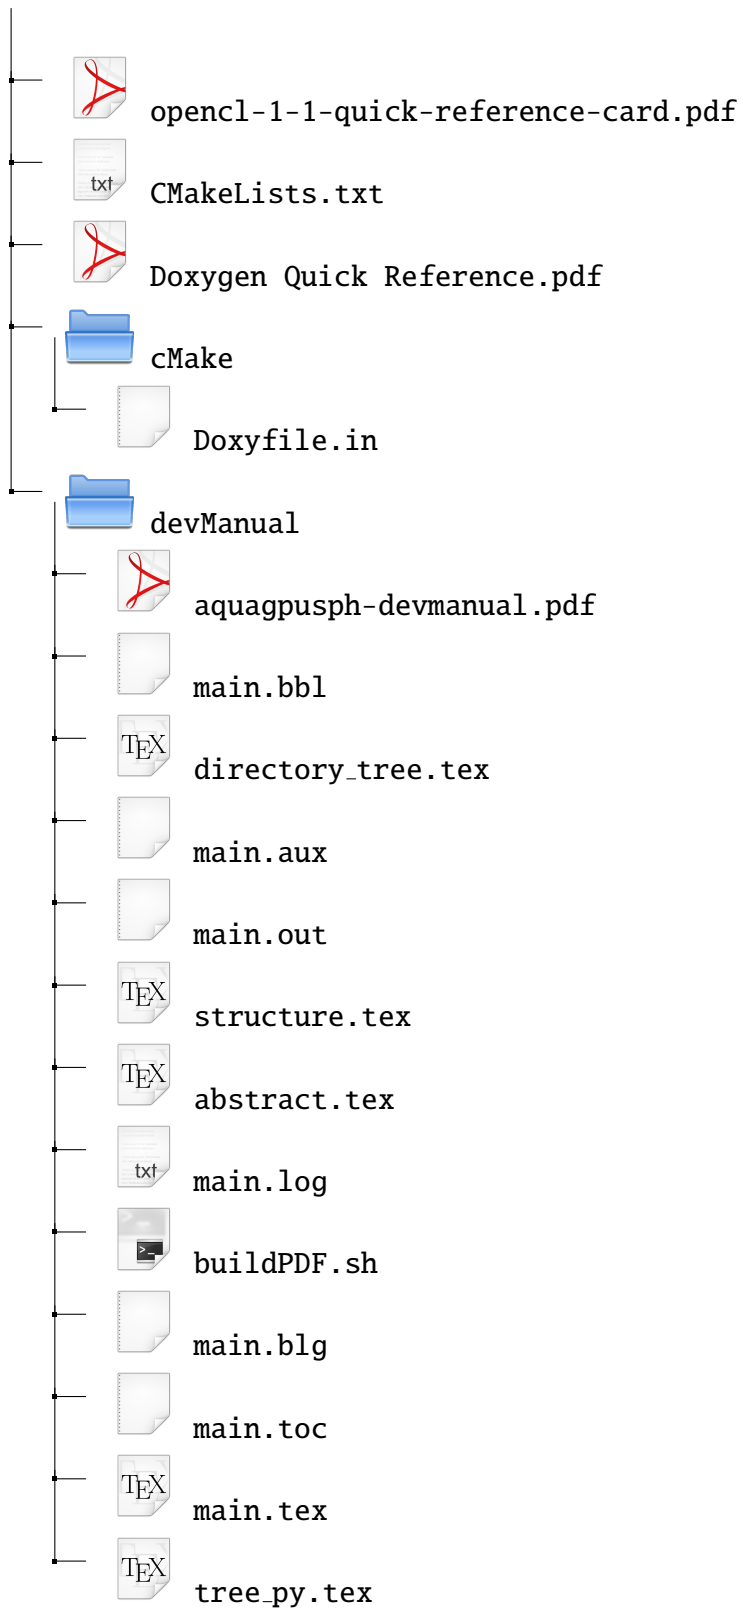 opencl-1-1-quick-reference-card.pdf
txt
CMakeLists.txt
Doxygen Quick Reference.pdf
cMake
Doxyfile.in
devManual
aquagpusph-devmanual.pdf
main.bbl
TEX
directory_tree.tex
main.aux
main.out
TEX
structure.tex
TEX
abstract.tex
txt
main.log
>_
buildPDF.sh
main.blg
main.toc
TEX
main.tex
TEX
tree_py.tex